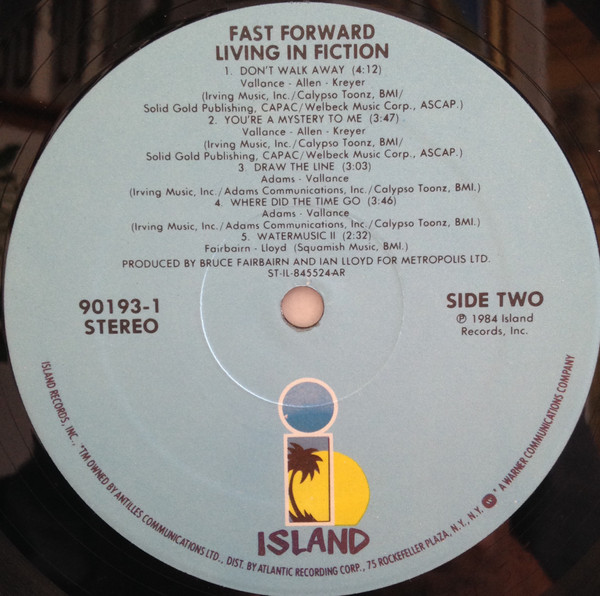 FAST FORWARD
LIVING IN FICTION
1. DON'T WALK AWAY (4:12)
Vallance - Allen - Kreyer
(Irving Music, Inc./Calypso Toonz, BMI/
Solid Gold Publishing, CAPAC/Welbeck Music Corp., ASCAP.)
2. YOU'RE A MYSTERY TO ME (3:47)
Vallance - Allen - Kreyer
(Irving Music, Inc./Calypso Toonz, BMI/
Solid Gold Publishing, CAPAC/Welbeck Music Corp., ASCAP.)
3. DRAW THE LINE (3:03)
Adams - Vallance
(Irving Music, Inc./Adams Communications, Inc./Calypso Toonz, BMI.)
4. WHERE DID THE TIME GO (3:46)
Adams - Vallance
(Irving Music, Inc./Adams Communications, Inc./Calypso Toonz, BMI.)
5. WATERMUSIC II (2:32)
Fairbairn - Lloyd (Squamish Music, BMI.)
PRODUCED BY BRUCE FAIRBAIRN AND IAN LLOYD FOR METROPOLIS LTD.
ST-IL-845524-AR
90193-1
STEREO
SIDE TWO
℗ 1984 Island
Records, Inc.
ISLAND
ISLAND RECORDS, INC., *TM OWNED BY ANTILLES COMMUNICATIONS LTD., DIST. BY ATLANTIC RECORDING CORP., 75 ROCKEFELLER PLAZA, N.Y., N.Y. * A WARNER COMMUNICATIONS COMPANY